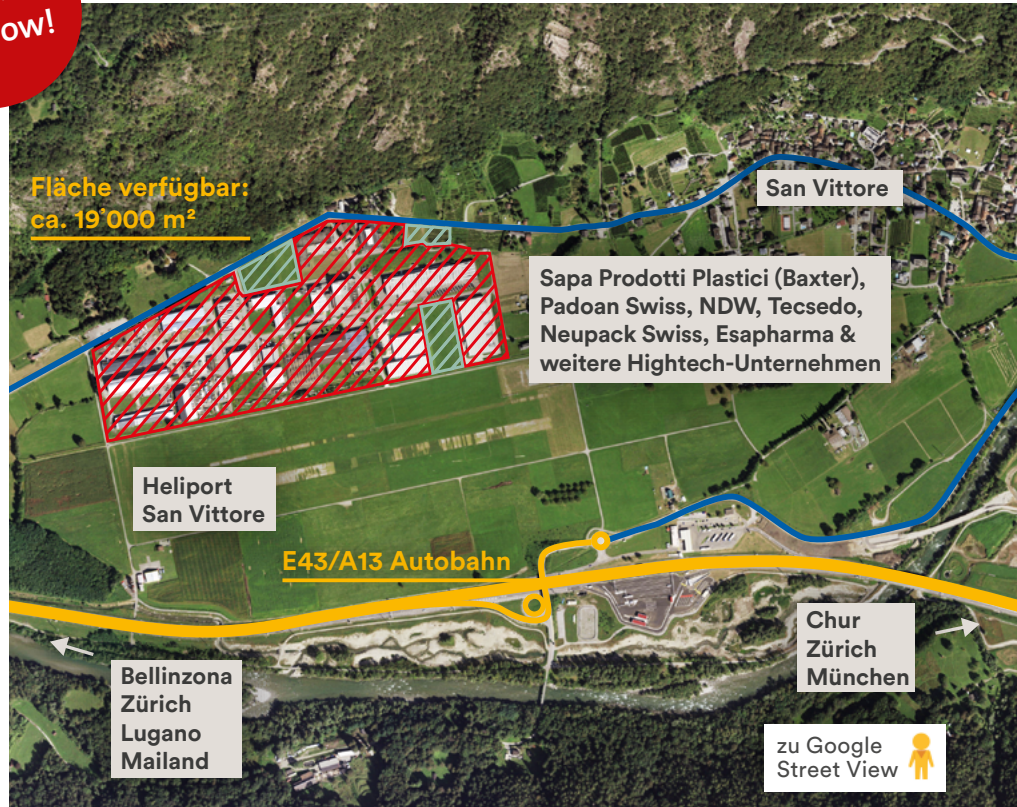 ow!
Fläche verfügbar:
ca. 19'000 m²
San Vittore
Sapa Prodotti Plastici (Baxter),
Padoan Swiss, NDW, Tecsedo,
Neupack Swiss, Esapharma &
weitere Hightech-Unternehmen
Heliport
San Vittore
E43/A13 Autobahn
Bellinzona
Zürich
Lugano
Mailand
Chur
Zürich
München
zu Google
Street View